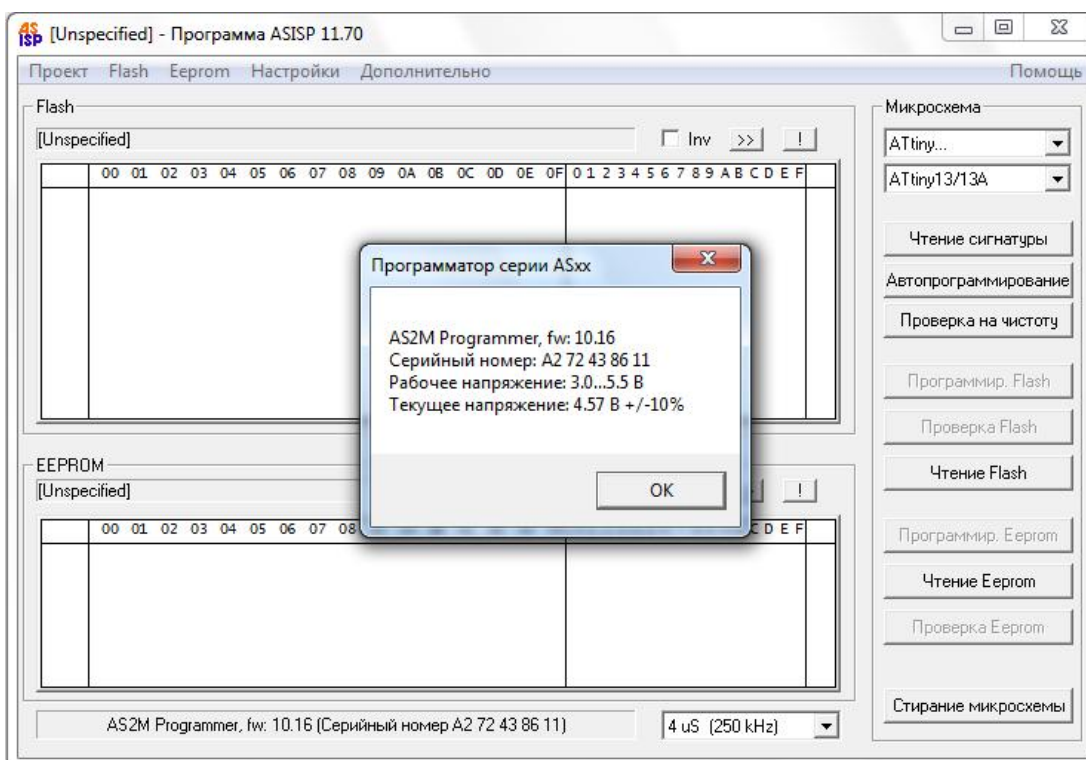 AS ISP [Unspecified] - Программа ASISP 11.70
Проект Flash Eeprom Настройки Дополнительно Помощь
Flash
[Unspecified] Inv >> !
00 01 02 03 04 05 06 07 08 09 0A 0B 0C 0D 0E 0F 0 1 2 3 4 5 6 7 8 9 A B C D E F
EEPROM
[Unspecified] !
00 01 02 03 04 05 06 07 08 C D E F
AS2M Programmer, fw: 10.16 (Серийный номер A2 72 43 86 11) 4 uS (250 kHz)
Программатор серии ASxx
AS2M Programmer, fw: 10.16
Серийный номер: A2 72 43 86 11
Рабочее напряжение: 3.0...5.5 В
Текущее напряжение: 4.57 В +/-10%
OK
Микросхема
ATtiny...
ATtiny13/13A
Чтение сигнатуры
Автопрограммирование
Проверка на чистоту
Программир. Flash
Проверка Flash
Чтение Flash
Программир. Eeprom
Чтение Eeprom
Проверка Eeprom
Стирание микросхемы